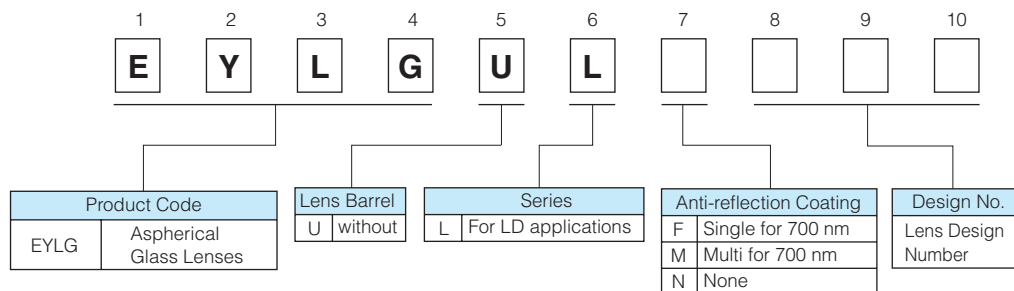 1 2 3 4 5 6 7 8 9 10
E Y L G U L
Product Code
EYLG Aspherical
Glass Lenses
Lens Barrel
U without
Series
L For LD applications
Anti-reflection Coating
F Single for 700 nm
M Multi for 700 nm
N None
Design No.
Lens Design
Number